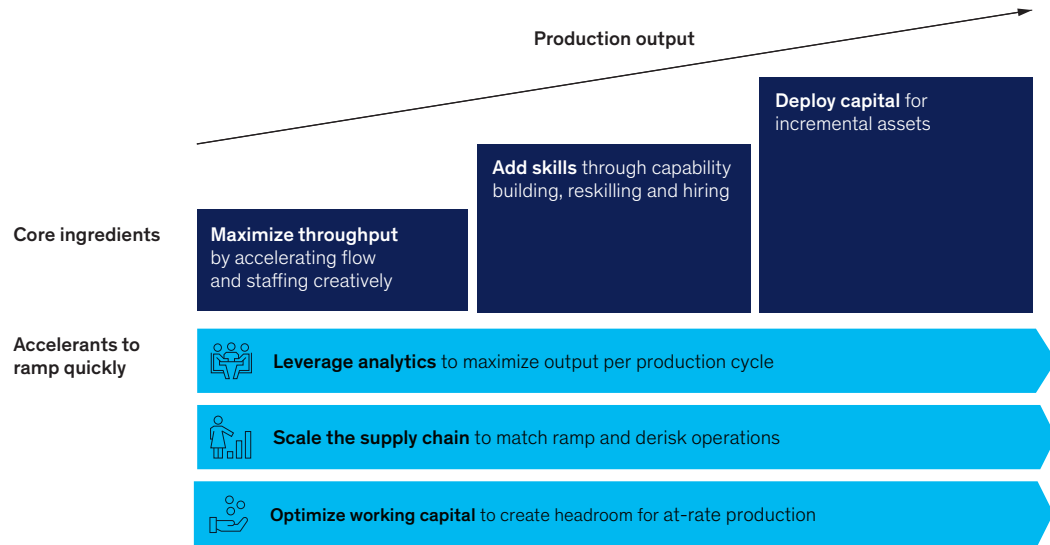 Production output
Core ingredients
Maximize throughput
by accelerating flow
and staffing creatively
Add skills through capability
building, reskilling and hiring
Deploy capital for
incremental assets
Accelerants to
ramp quickly
Leverage analytics to maximize output per production cycle
Scale the supply chain to match ramp and derisk operations
Optimize working capital to create headroom for at-rate production